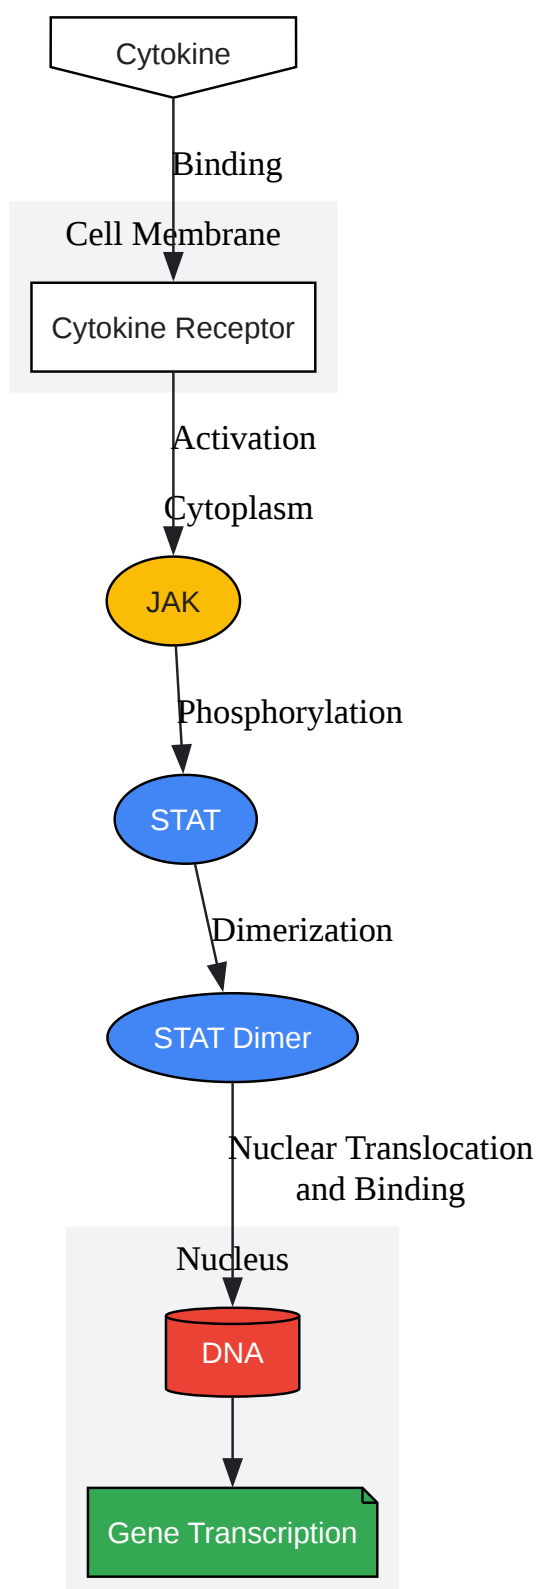 Cytokine
Binding
Cell Membrane
Cytokine Receptor
Activation
Cytoplasm
JAK
Phosphorylation
STAT
Dimerization
STAT Dimer
Nuclear Translocation
and Binding
Nucleus
DNA
Gene Transcription